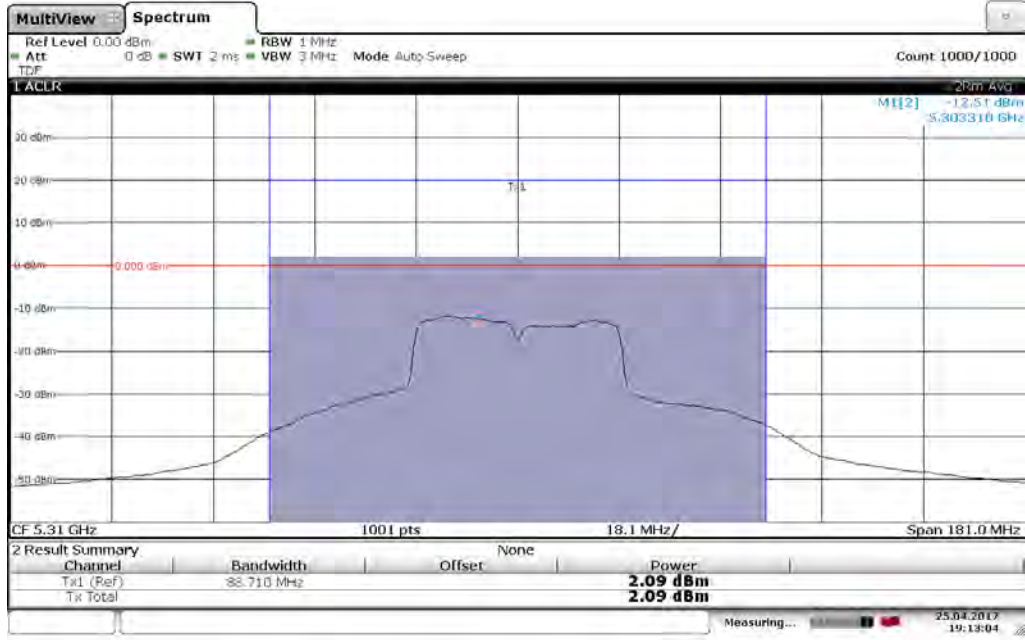 MultiView Spectrum
Ref Level 0.00 dBm RBW 1 MHz
Att 0 dB SWT 2 ms VBW 3 MHz Mode Auto Sweep Count 1000/1000
TDF
1 ACLR 2Rm Avg
M1[2] -12.51 dBm
5.303310 GHz
30 dBm
20 dBm
Tx1
10 dBm
0 dBm 0.000 dBm
-10 dBm
-20 dBm
-30 dBm
-40 dBm
-50 dBm
CF 5.31 GHz 1001 pts 18.1 MHz/ Span 181.0 MHz
2 Result Summary None
Channel Bandwidth Offset Power
Tx1 (Ref) 88.710 MHz 2.09 dBm
Tx Total 2.09 dBm
Measuring... 25.04.2017
19:13:04